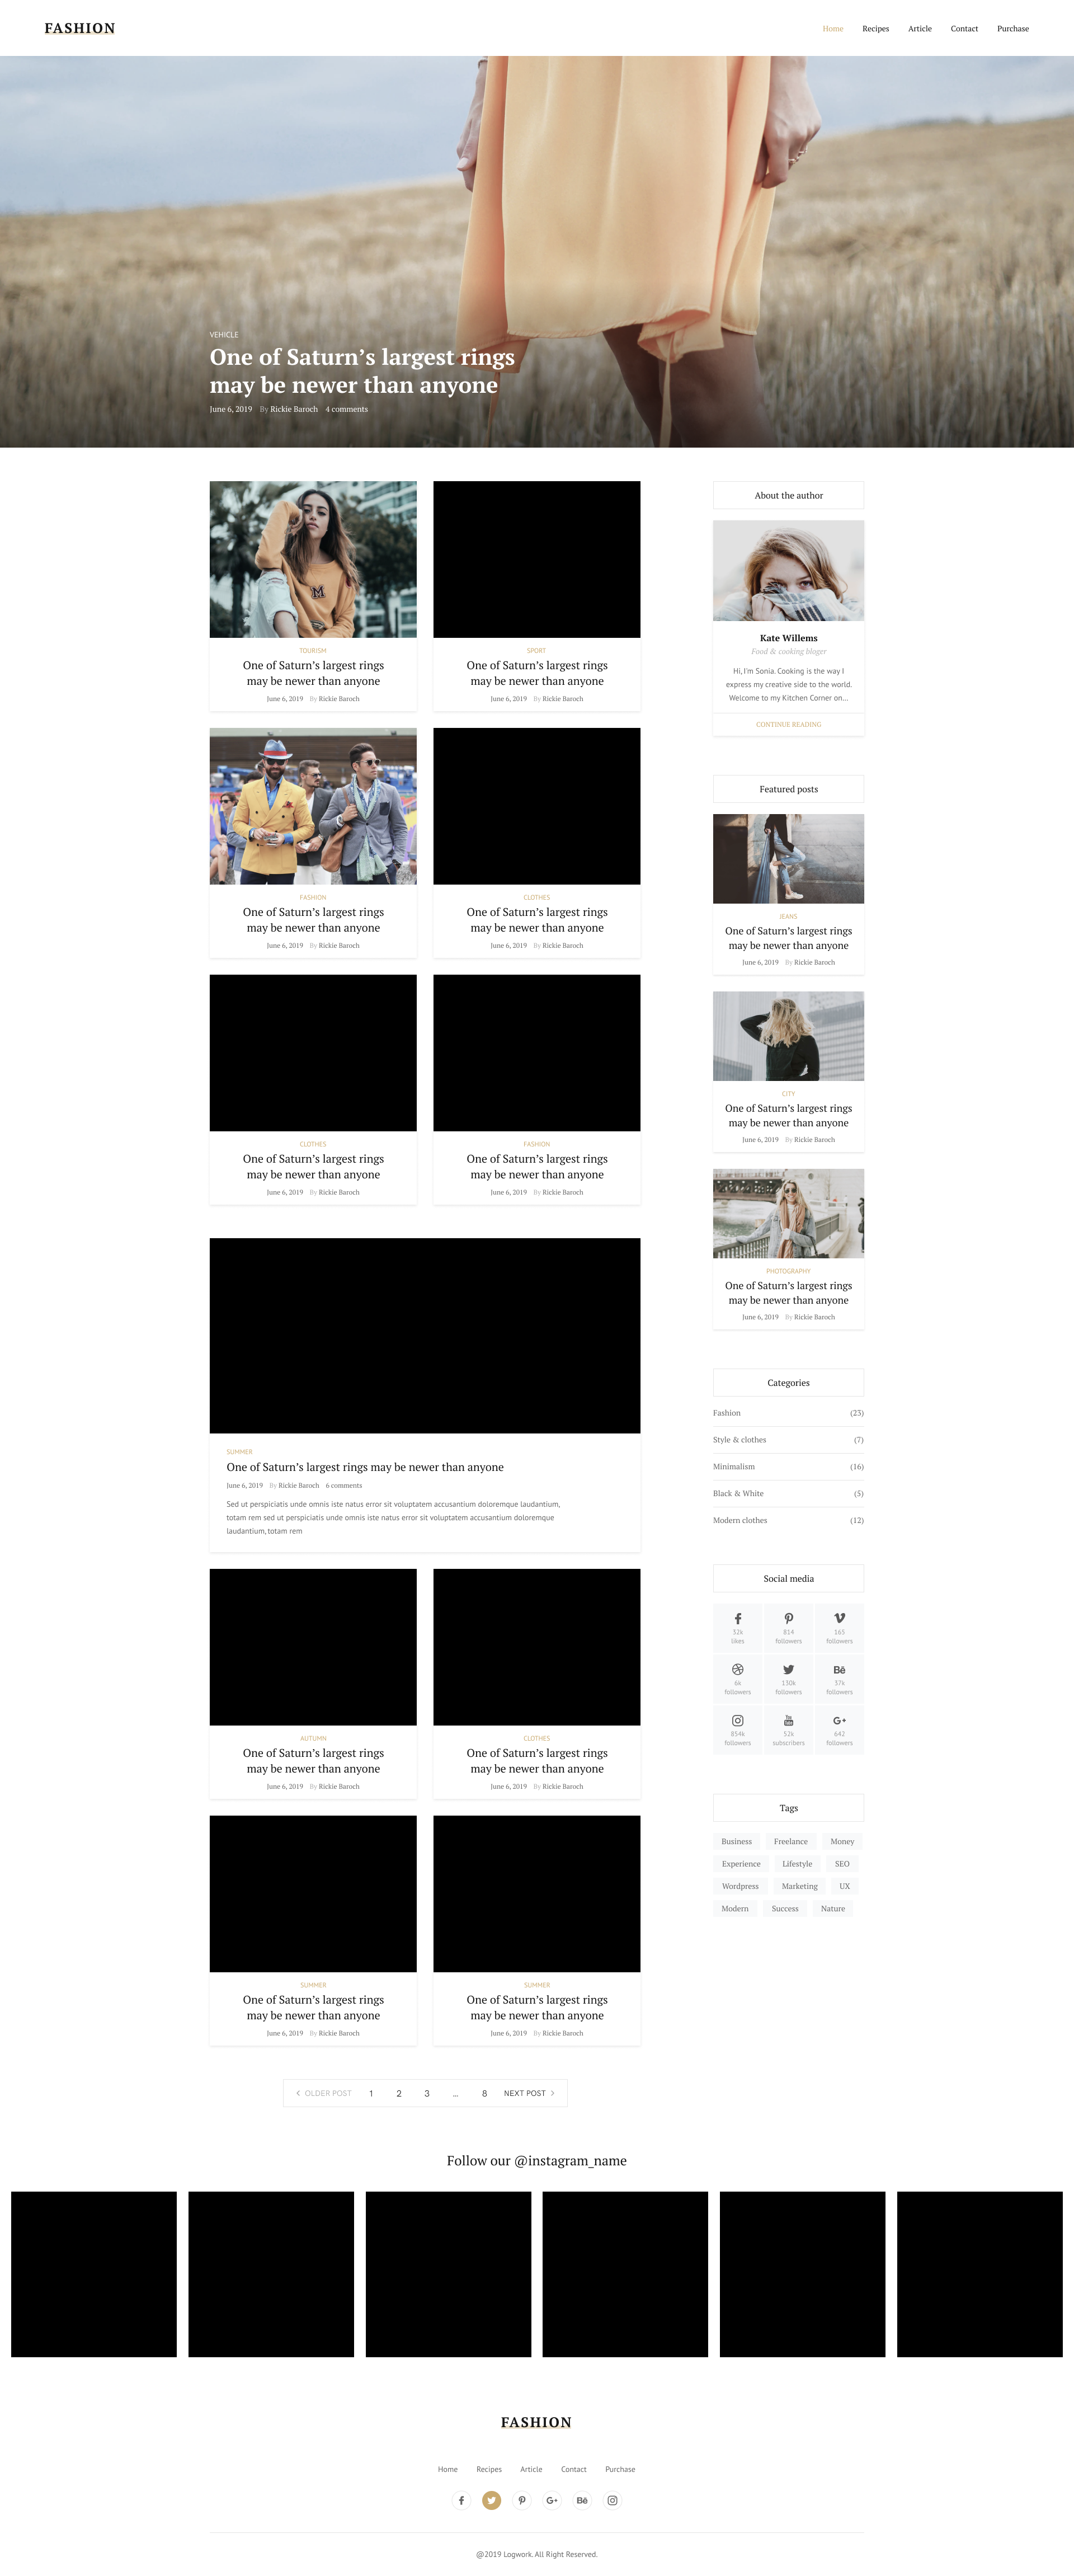 FASHION
Home Recipes Article Contact Purchase
VEHICLE
One of Saturn's largest rings
may be newer than anyone
June 6, 2019 By Rickie Baroch 4 comments
TOURISM
One of Saturn's largest rings
may be newer than anyone
June 6, 2019 By Rickie Baroch
SPORT
One of Saturn's largest rings
may be newer than anyone
June 6, 2019 By Rickie Baroch
FASHION
One of Saturn's largest rings
may be newer than anyone
June 6, 2019 By Rickie Baroch
CLOTHES
One of Saturn's largest rings
may be newer than anyone
June 6, 2019 By Rickie Baroch
CLOTHES
One of Saturn's largest rings
may be newer than anyone
June 6, 2019 By Rickie Baroch
FASHION
One of Saturn's largest rings
may be newer than anyone
June 6, 2019 By Rickie Baroch
SUMMER
One of Saturn's largest rings may be newer than anyone
June 6, 2019 By Rickie Baroch 6 comments
Sed ut perspiciatis unde omnis iste natus error sit voluptatem accusantium doloremque laudantium,
totam rem sed ut perspiciatis unde omnis iste natus error sit voluptatem accusantium doloremque
laudantium, totam rem
AUTUMN
One of Saturn's largest rings
may be newer than anyone
June 6, 2019 By Rickie Baroch
CLOTHES
One of Saturn's largest rings
may be newer than anyone
June 6, 2019 By Rickie Baroch
SUMMER
One of Saturn's largest rings
may be newer than anyone
June 6, 2019 By Rickie Baroch
SUMMER
One of Saturn's largest rings
may be newer than anyone
June 6, 2019 By Rickie Baroch
OLDER POST 1 2 3 ... 8 NEXT POST
About the author
Kate Willems
Food & cooking bloger
Hi, I'm Sonia. Cooking is the way I
express my creative side to the world.
Welcome to my Kitchen Corner on...
CONTINUE READING
Featured posts
JEANS
One of Saturn's largest rings
may be newer than anyone
June 6, 2019 By Rickie Baroch
CITY
One of Saturn's largest rings
may be newer than anyone
June 6, 2019 By Rickie Baroch
PHOTOGRAPHY
One of Saturn's largest rings
may be newer than anyone
June 6, 2019 By Rickie Baroch
Categories
Fashion (23)
Style & clothes (7)
Minimalism (16)
Black & White (5)
Modern clothes (12)
Social media
32k
likes
814
followers
165
followers
6k
followers
130k
followers
37k
followers
854k
followers
52k
subscribers
642
followers
Tags
Business Freelance Money
Experience Lifestyle SEO
Wordpress Marketing UX
Modern Success Nature
Follow our @instagram_name
FASHION
Home Recipes Article Contact Purchase
@2019 Logwork. All Right Reserved.